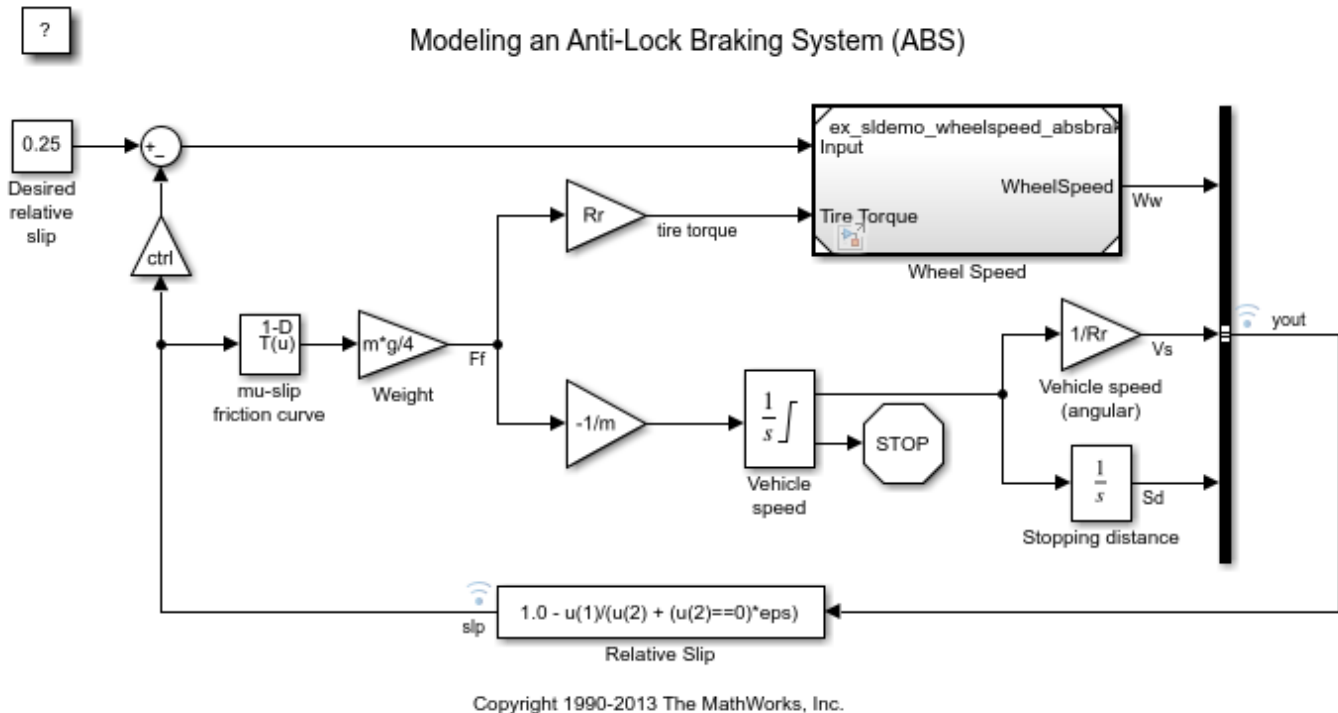 ?
Modeling an Anti-Lock Braking System (ABS)
0.25
Desired
relative
slip
+
−
ctrl
ex_sldemo_wheelspeed_absbrak
Input
WheelSpeed
Tire Torque
Wheel Speed
Ww
Rr
tire torque
1-D
T(u)
mu-slip
friction curve
m*g/4
Weight
Ff
-1/m
1
s
Vehicle
speed
STOP
1/Rr
Vs
Vehicle speed
(angular)
1
s
Sd
Stopping distance
yout
slp
1.0 - u(1)/(u(2) + (u(2)==0)*eps)
Relative Slip
Copyright 1990-2013 The MathWorks, Inc.